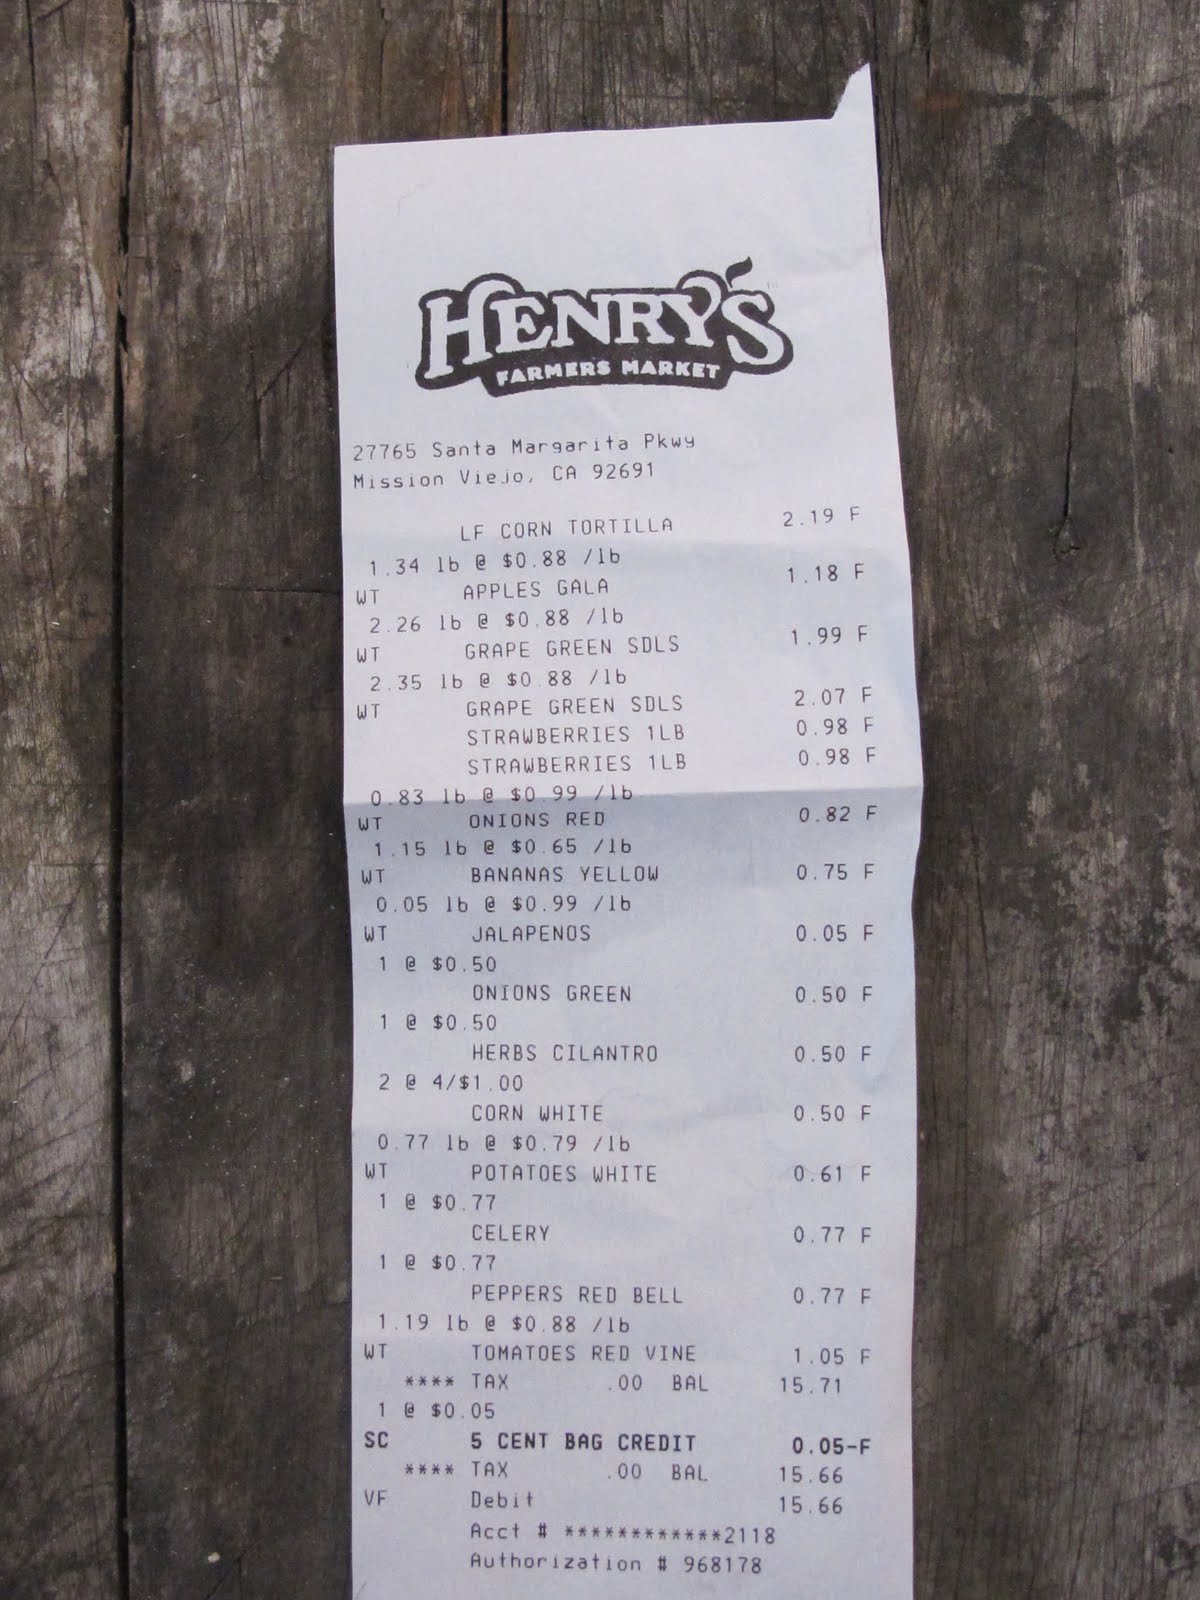 HENRY'S
FARMERS MARKET
27765 Santa Margarita Pkwy
Mission Viejo, CA 92691
LF CORN TORTILLA 2.19 F
1.34 lb @ $0.88 /lb
WT APPLES GALA 1.18 F
2.26 lb @ $0.88 /lb
WT GRAPE GREEN SDLS 1.99 F
2.35 lb @ $0.88 /lb
WT GRAPE GREEN SDLS 2.07 F
STRAWBERRIES 1LB 0.98 F
STRAWBERRIES 1LB 0.98 F
0.83 lb @ $0.99 /lb
WT ONIONS RED 0.82 F
1.15 lb @ $0.65 /lb
WT BANANAS YELLOW 0.75 F
0.05 lb @ $0.99 /lb
WT JALAPENOS 0.05 F
1 @ $0.50
ONIONS GREEN 0.50 F
1 @ $0.50
HERBS CILANTRO 0.50 F
2 @ 4/$1.00
CORN WHITE 0.50 F
0.77 lb @ $0.79 /lb
WT POTATOES WHITE 0.61 F
1 @ $0.77
CELERY 0.77 F
1 @ $0.77
PEPPERS RED BELL 0.77 F
1.19 lb @ $0.88 /lb
WT TOMATOES RED VINE 1.05 F
**** TAX .00 BAL 15.71
1 @ $0.05
SC 5 CENT BAG CREDIT 0.05-F
**** TAX .00 BAL 15.66
VF Debit 15.66
Acct # ************2118
Authorization # 968178